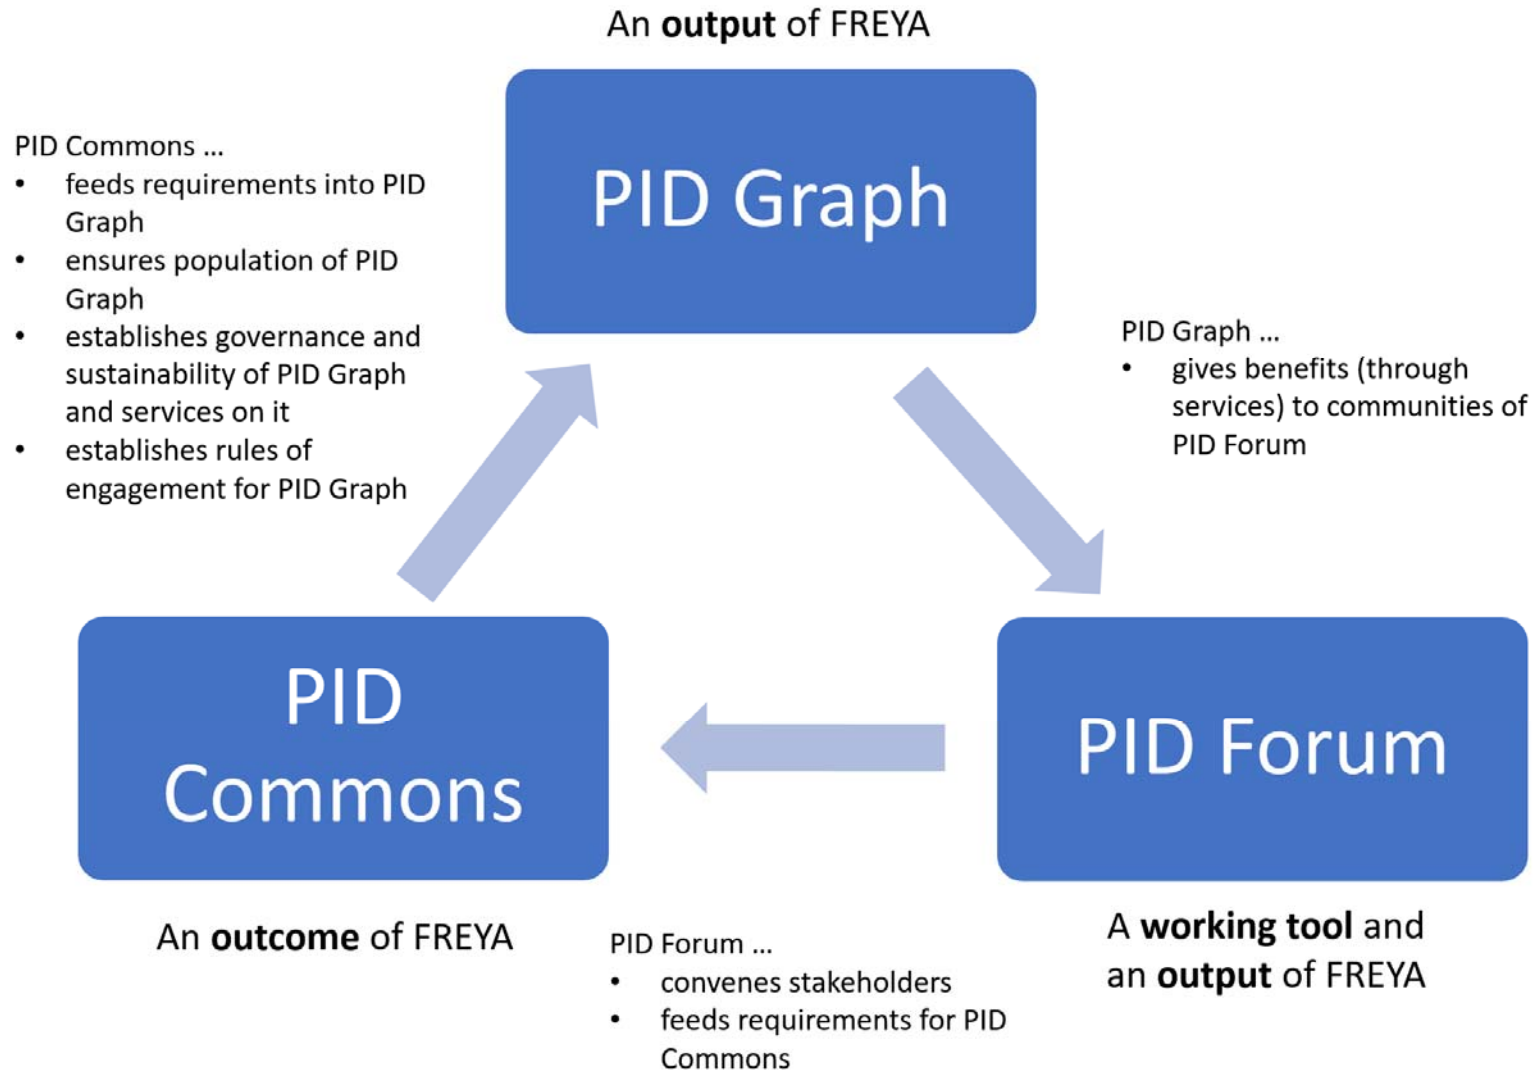 An output of FREYA
PID Graph
PID Commons ...
• feeds requirements into PID
Graph
• ensures population of PID
Graph
• establishes governance and
sustainability of PID Graph
and services on it
• establishes rules of
engagement for PID Graph
PID Graph ...
• gives benefits (through
services) to communities of
PID Forum
PID
Commons
An outcome of FREYA
PID Forum
A working tool and
an output of FREYA
PID Forum ...
• convenes stakeholders
• feeds requirements for PID
Commons